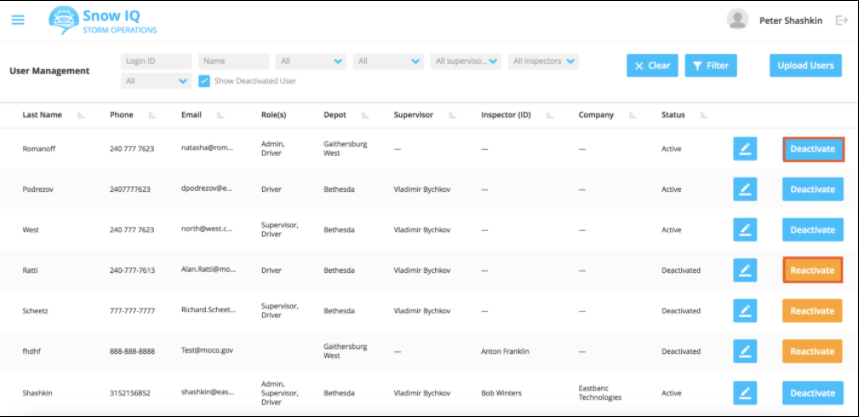 Snow IQ
STORM OPERATIONS
Peter Shashkin
User Management
Login ID Name All All All superviso... All inspectors
All Show Deactivated User
Clear Filter Upload Users
Last Name Phone Email Role(s) Depot Supervisor Inspector (ID) Company Status
Romanoff 240 777 7623 natasha@rom... Admin, Driver Gaithersburg West — — — Active Deactivate
Podrezov 2407777623 dpodrezov@e... Driver Bethesda Vladimir Bychkov — — Active Deactivate
West 240 777 7623 north@west.c... Supervisor, Driver Bethesda Vladimir Bychkov — — Active Deactivate
Ratti 240-777-7613 Alan.Ratti@mo... Driver Bethesda Vladimir Bychkov — — Deactivated Reactivate
Scheetz 777-777-7777 Richard.Scheet... Supervisor, Driver Bethesda Vladimir Bychkov — — Deactivated Reactivate
fhdhf 888-888-8888 Test@moco.gov Gaithersburg West — Anton Franklin — Deactivated Reactivate
Shashkin 3152156852 shashkin@eas... Admin, Supervisor, Driver Bethesda Vladimir Bychkov Bob Winters Eastbanc Technologies Active Deactivate